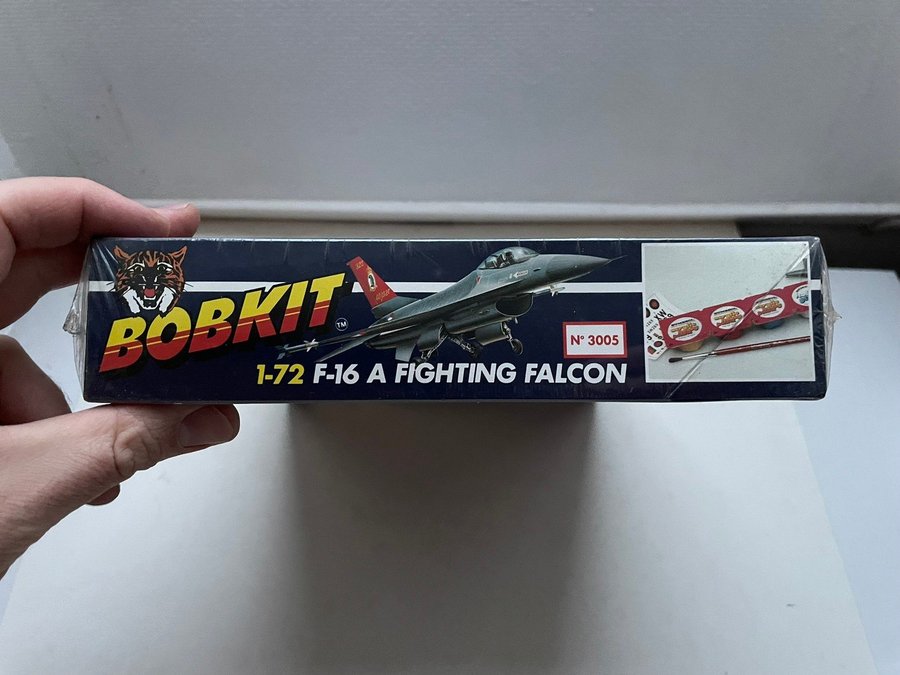 BOBKIT
TM
N° 3005
1-72 F-16 A FIGHTING FALCON